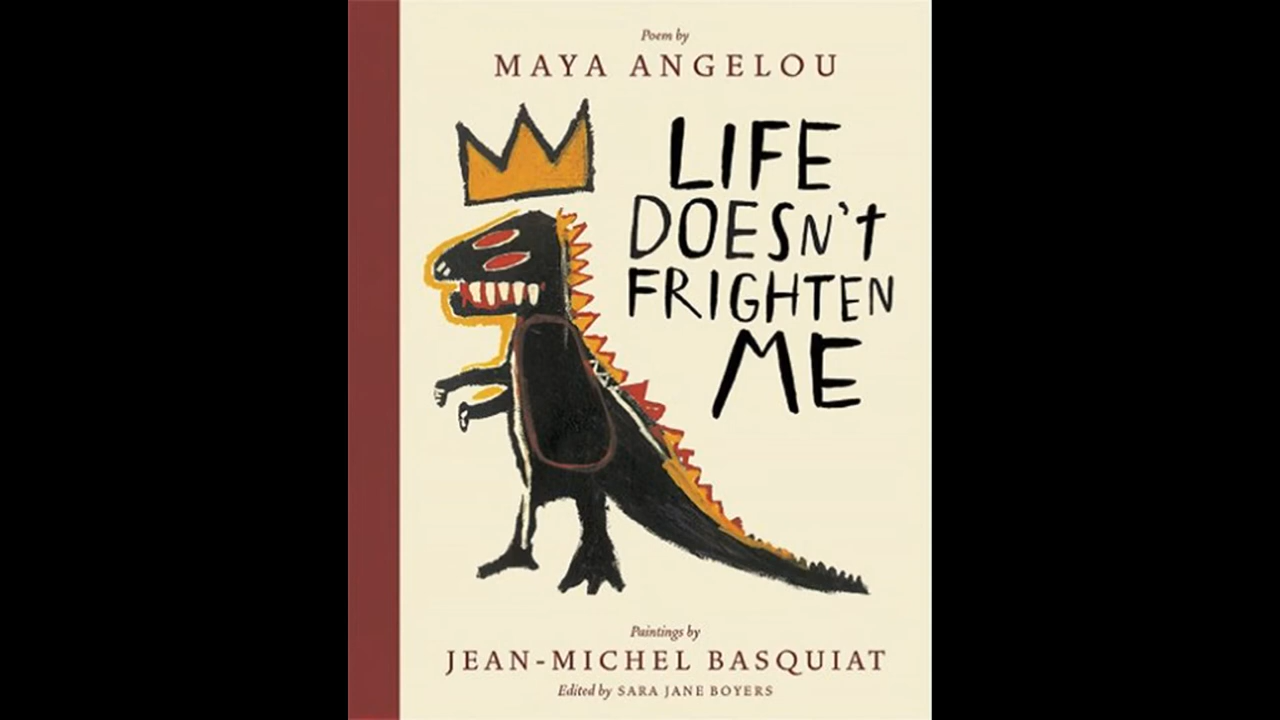 Poem by
MAYA ANGELOU
LIFE
DOESN'T
FRIGHTEN
ME
Paintings by
JEAN-MICHEL BASQUIAT
Edited by SARA JANE BOYERS